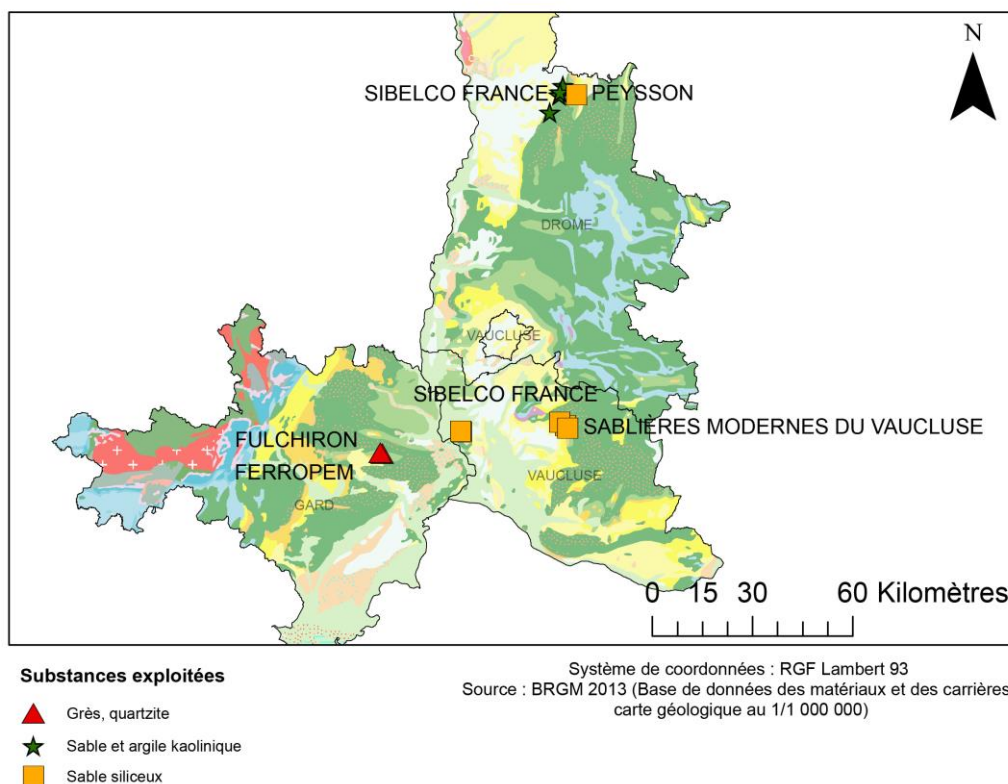 N
SIBELCO FRANCE PEYSSON
DROME
VAUCLUSE
SIBELCO FRANCE
SABLIÈRES MODERNES DU VAUCLUSE
FULCHIRON
FERROPEM
VAUCLUSE
GARD
0 15 30 60 Kilomètres
Substances exploitées
Grès, quartzite
Sable et argile kaolinique
Sable siliceux
Système de coordonnées : RGF Lambert 93
Source : BRGM 2013 (Base de données des matériaux et des carrières
carte géologique au 1/1 000 000)